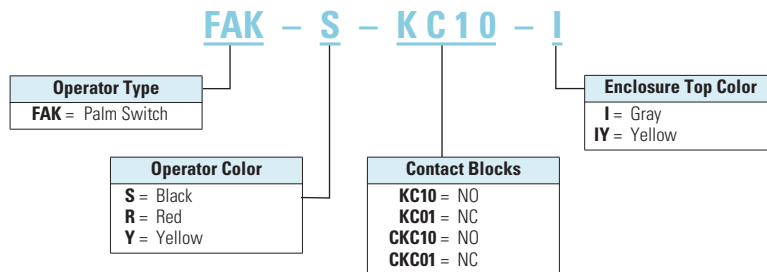 FAK – S – KC10 – I
Operator Type
FAK = Palm Switch
Enclosure Top Color
I = Gray
IY = Yellow
Operator Color
S = Black
R = Red
Y = Yellow
Contact Blocks
KC10 = NO
KC01 = NC
CKC10 = NO
CKC01 = NC